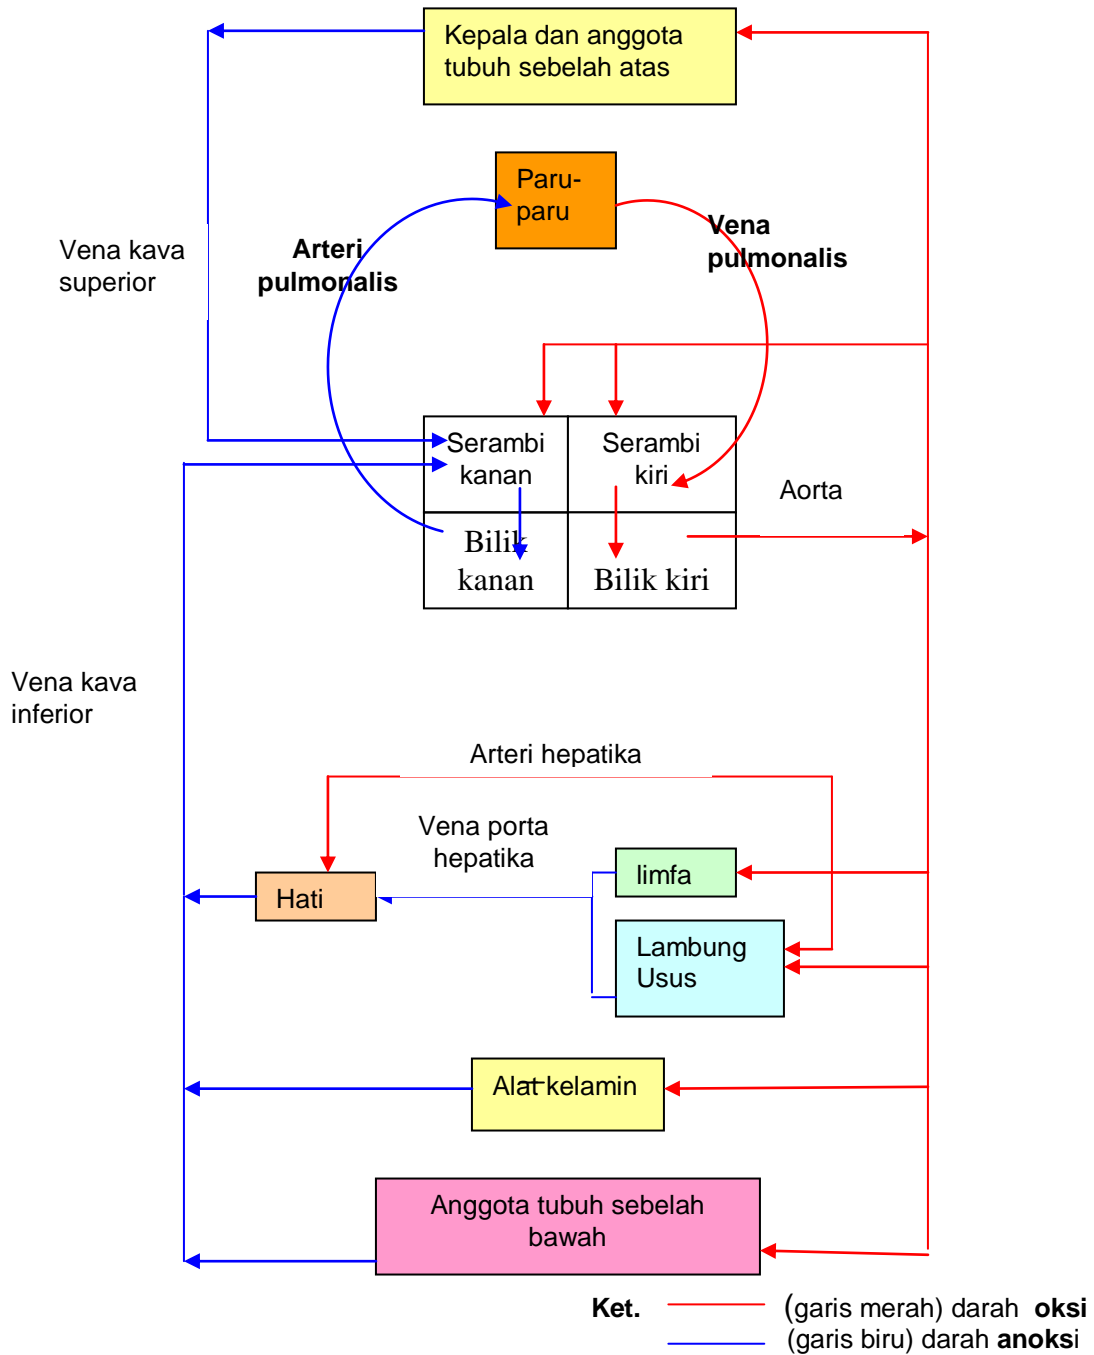 Kepala dan anggota
tubuh sebelah atas
Paru-
paru
Vena
pulmonalis
Arteri
pulmonalis
Vena kava
superior
Serambi
kanan
Serambi
kiri
Aorta
Bilik
kanan
Bilik kiri
Vena kava
inferior
Arteri hepatika
Vena porta
hepatika
limfa
Hati
Lambung
Usus
Alat kelamin
Anggota tubuh sebelah
bawah
Ket. (garis merah) darah oksi
(garis biru) darah anoksi